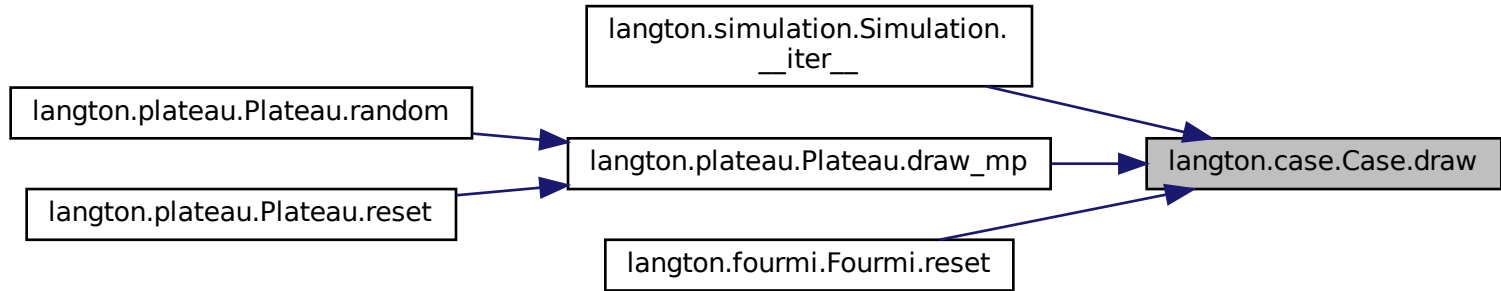 langton.simulation.Simulation.
__iter__
langton.plateau.Plateau.random
langton.plateau.Plateau.draw_mp
langton.case.Case.draw
langton.plateau.Plateau.reset
langton.fourmi.Fourmi.reset